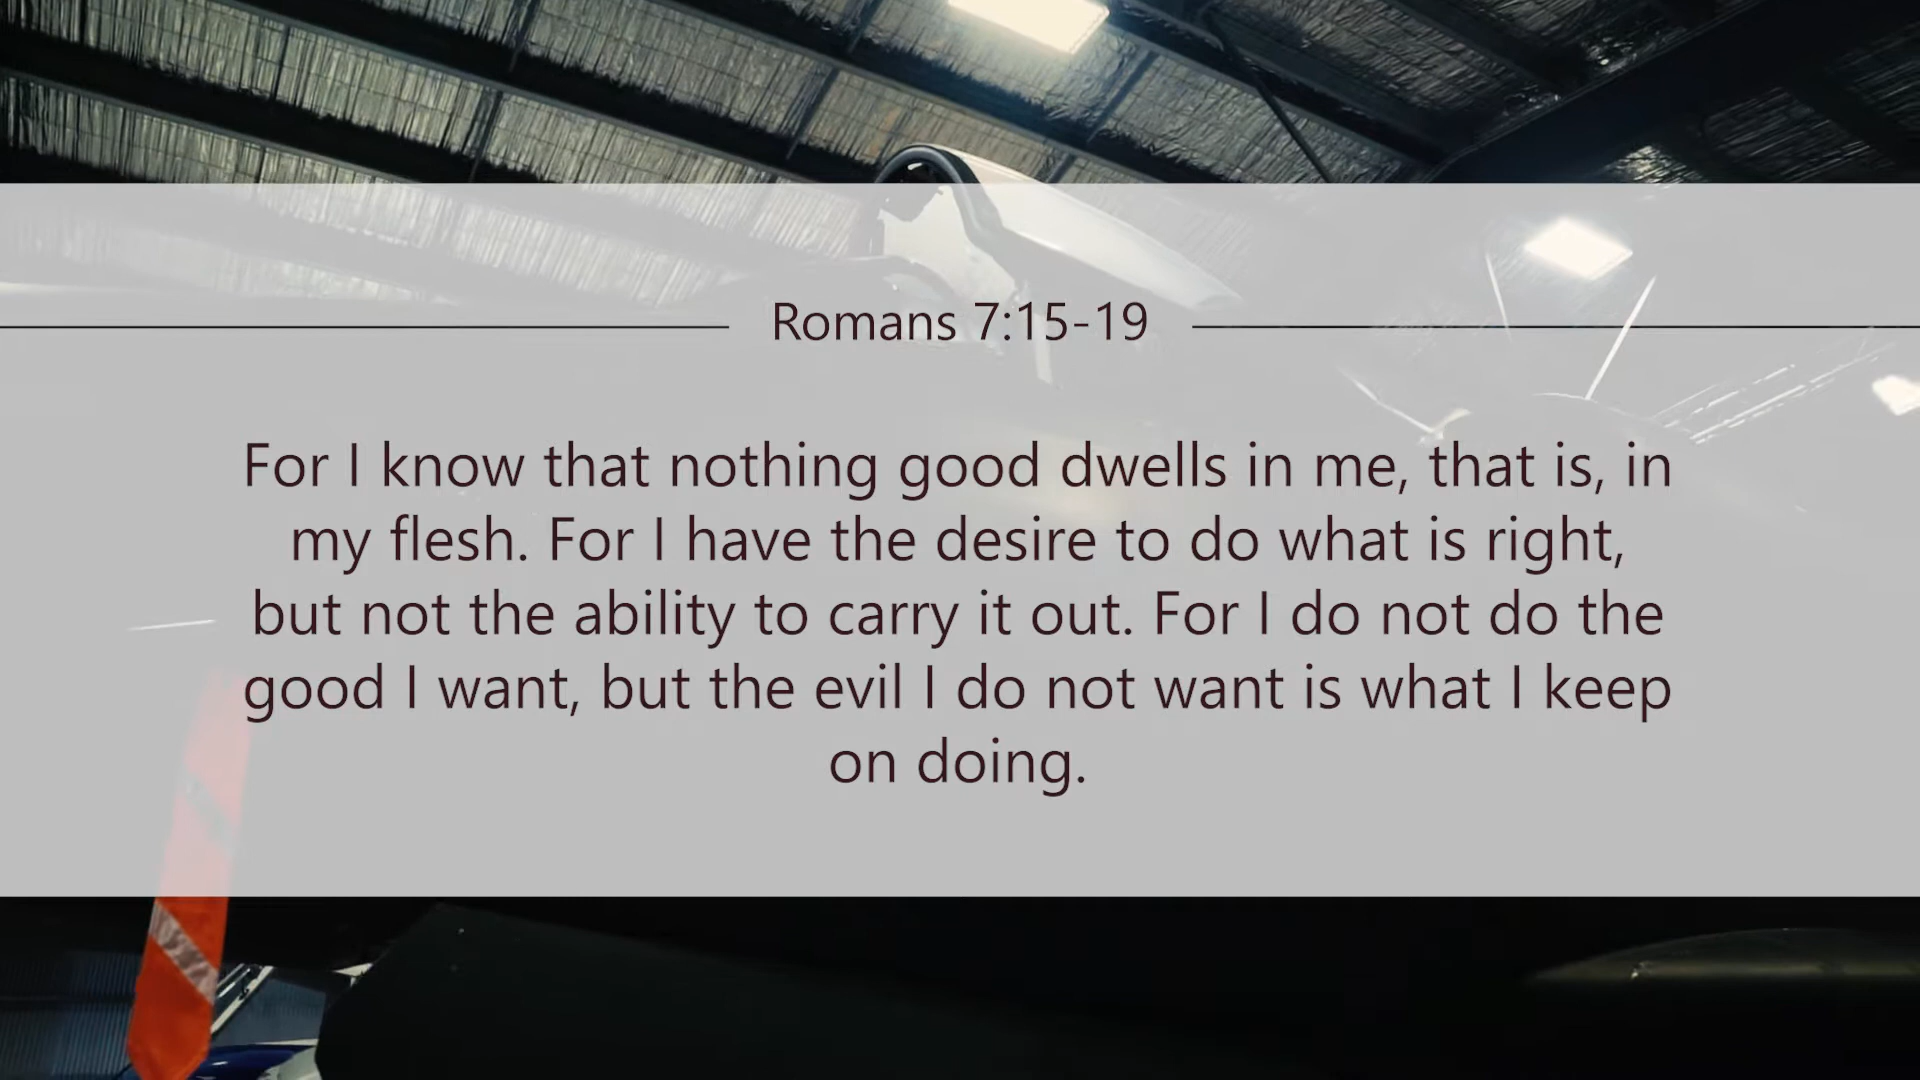 Romans 7:15-19
For I know that nothing good dwells in me, that is, in
my flesh. For I have the desire to do what is right,
but not the ability to carry it out. For I do not do the
good I want, but the evil I do not want is what I keep
on doing.